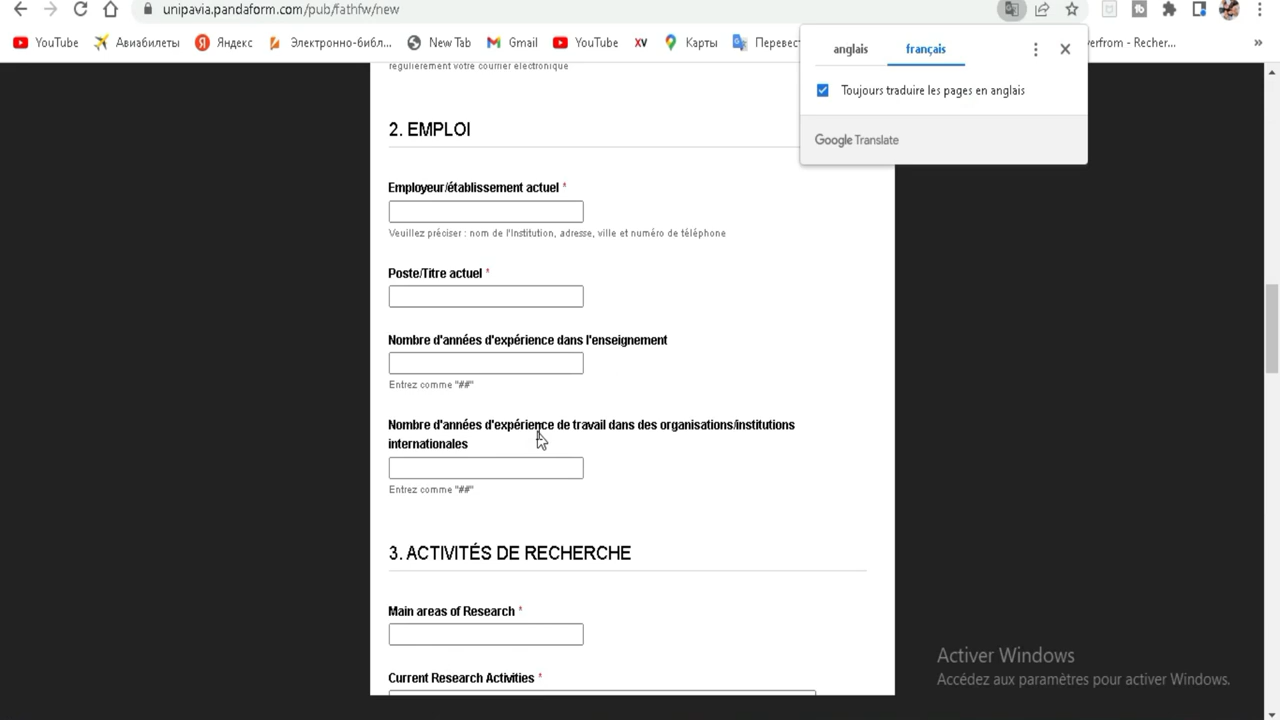 unipavia.pandaform.com/pub/fathfw/new
YouTube Авиабилеты Яндекс Электронно-библ... New Tab Gmail YouTube XV Карты Перевест erfrom - Recher... »
anglais français
Toujours traduire les pages en anglais
Google Translate
régulièrement votre courrier électronique
2. EMPLOI
Employeur/établissement actuel *
Veuillez préciser : nom de l'Institution, adresse, ville et numéro de téléphone
Poste/Titre actuel *
Nombre d'années d'expérience dans l'enseignement
Entrez comme "##"
Nombre d'années d'expérience de travail dans des organisations/institutions
internationales
Entrez comme "##"
3. ACTIVITÉS DE RECHERCHE
Main areas of Research *
Current Research Activities *
Activer Windows
Accédez aux paramètres pour activer Windows.